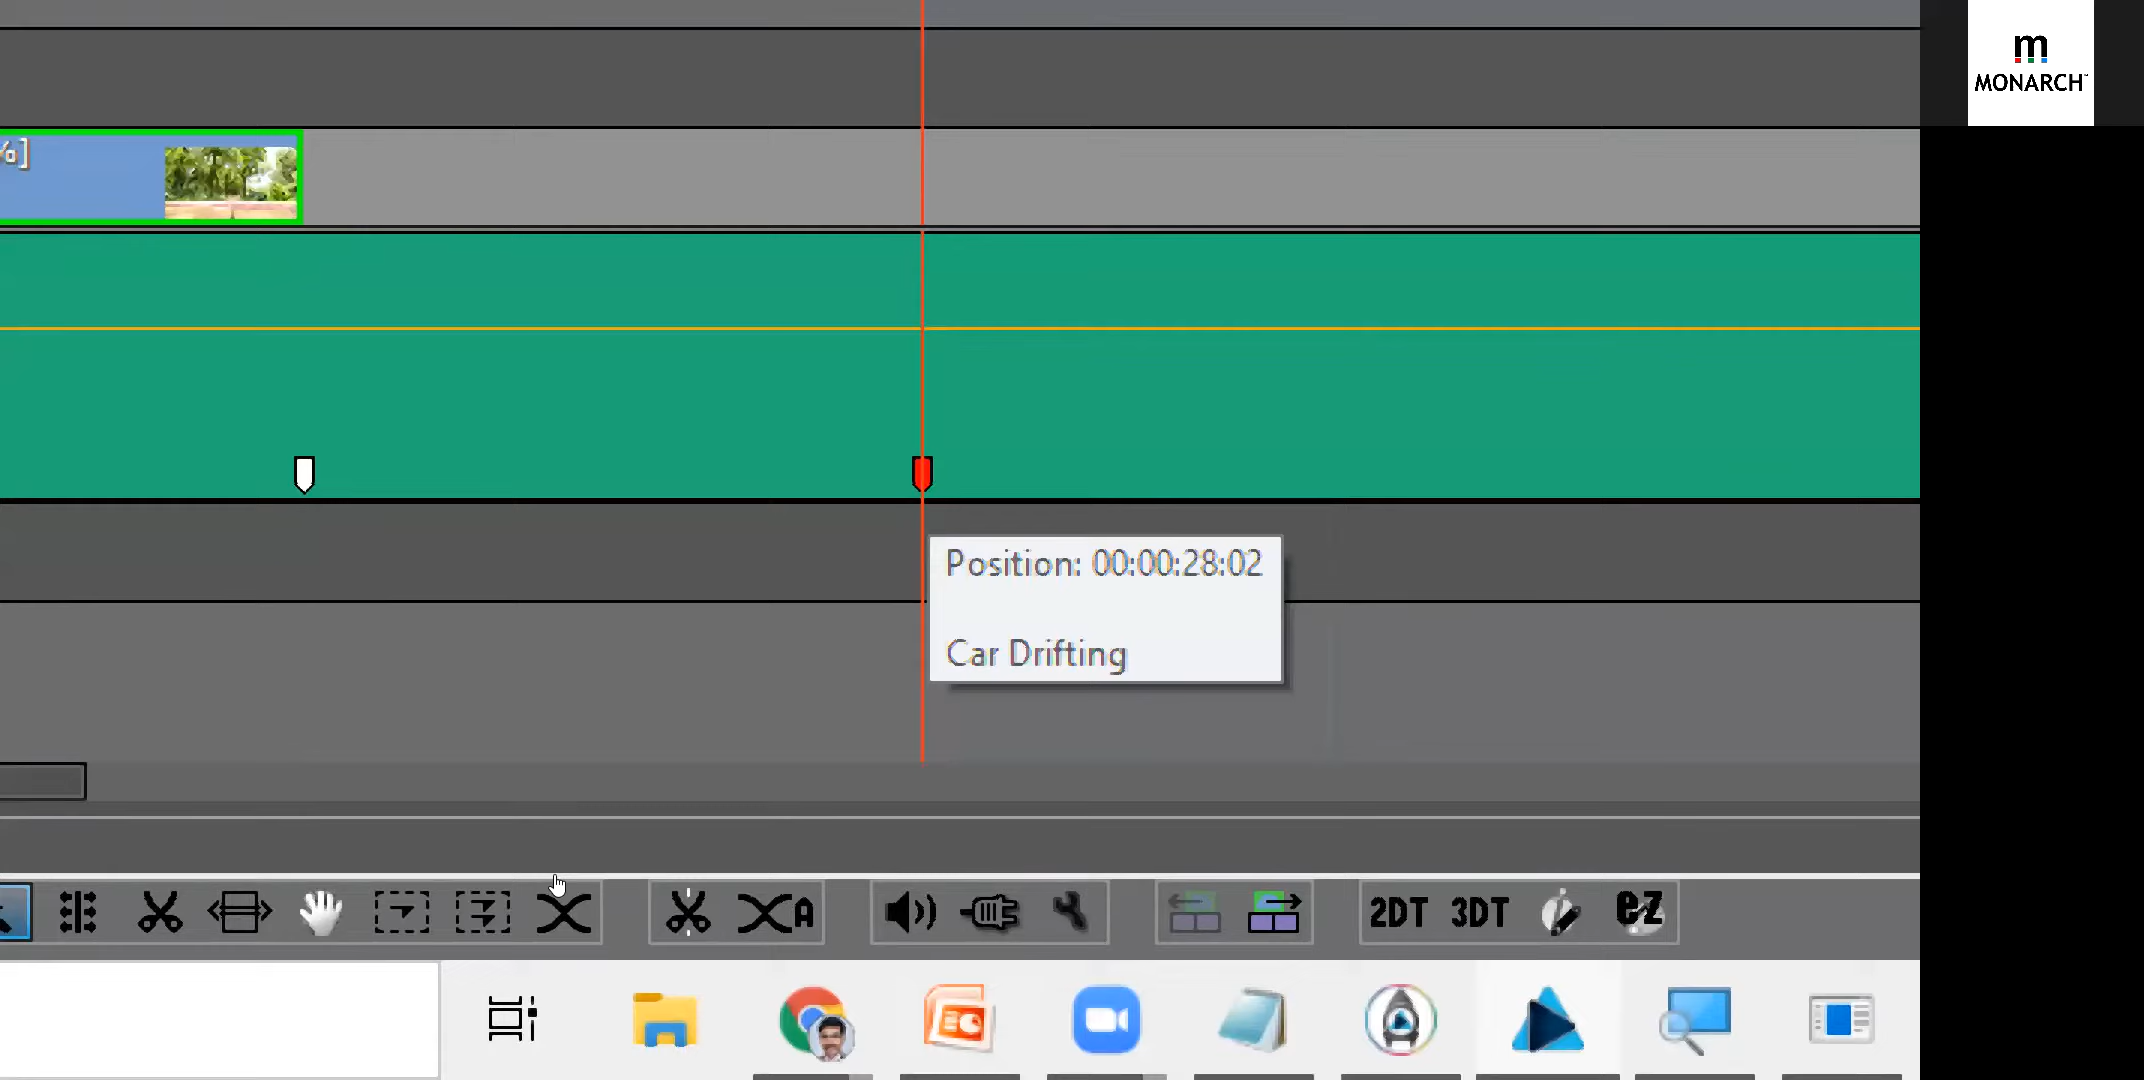 m
MONARCH
%]
Position: 00:00:28:02
Car Drifting
A
2DT 3DT eZ